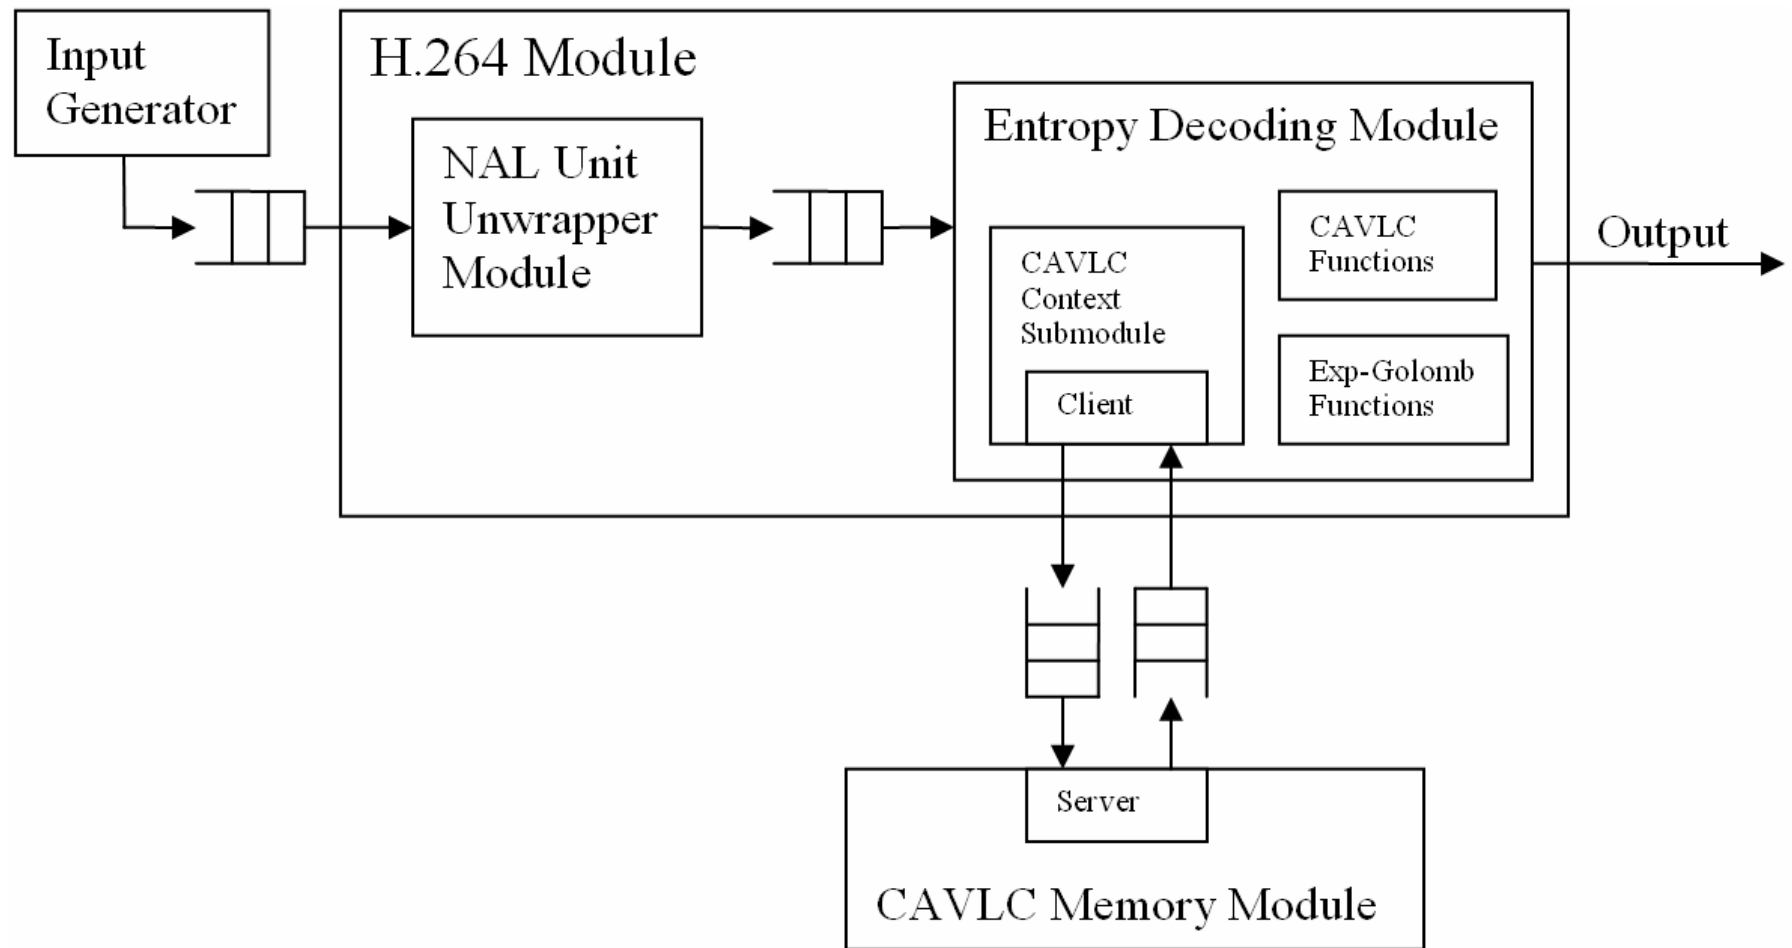 Input
Generator
H.264 Module
NAL Unit
Unwrapper
Module
Entropy Decoding Module
CAVLC
Context
Submodule
Client
CAVLC
Functions
Exp-Golomb
Functions
Output
Server
CAVLC Memory Module